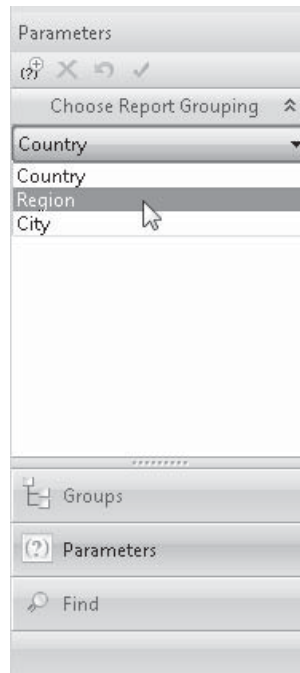 Parameters
Choose Report Grouping
Country
Country
Region
City
Groups
(?) Parameters
Find